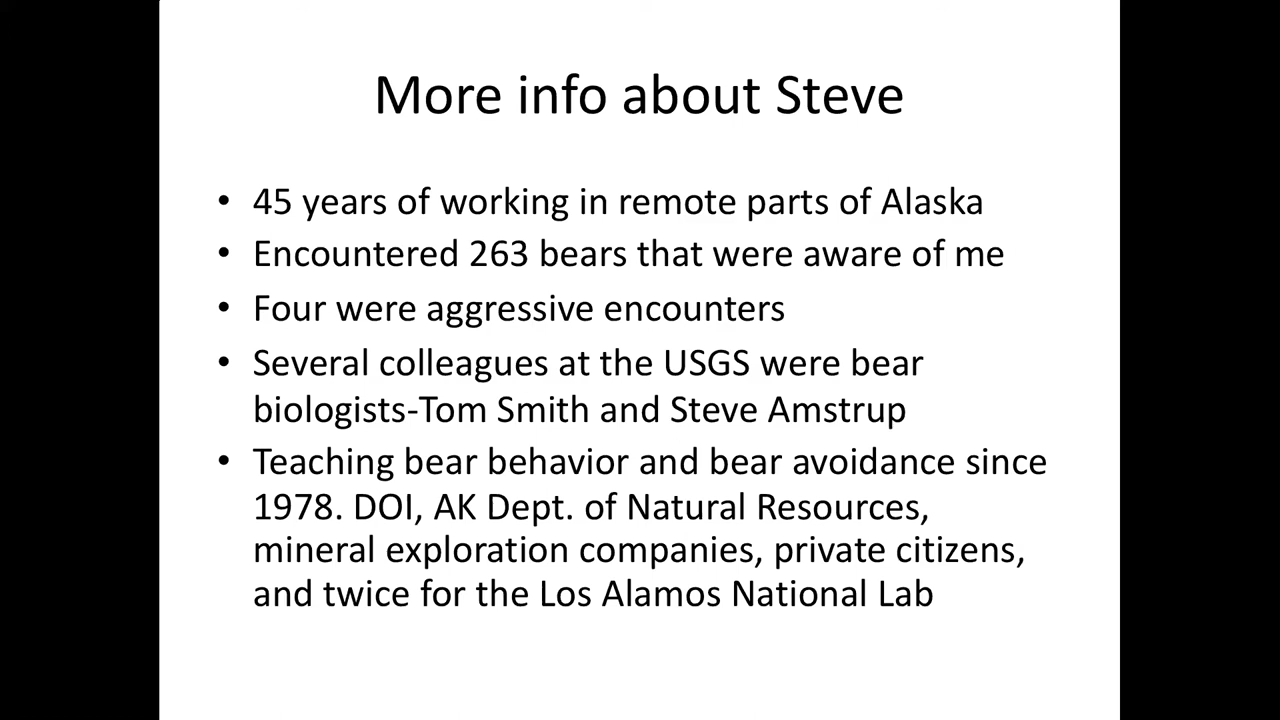 More info about Steve
• 45 years of working in remote parts of Alaska
• Encountered 263 bears that were aware of me
• Four were aggressive encounters
• Several colleagues at the USGS were bear
biologists-Tom Smith and Steve Amstrup
• Teaching bear behavior and bear avoidance since
1978. DOI, AK Dept. of Natural Resources,
mineral exploration companies, private citizens,
and twice for the Los Alamos National Lab